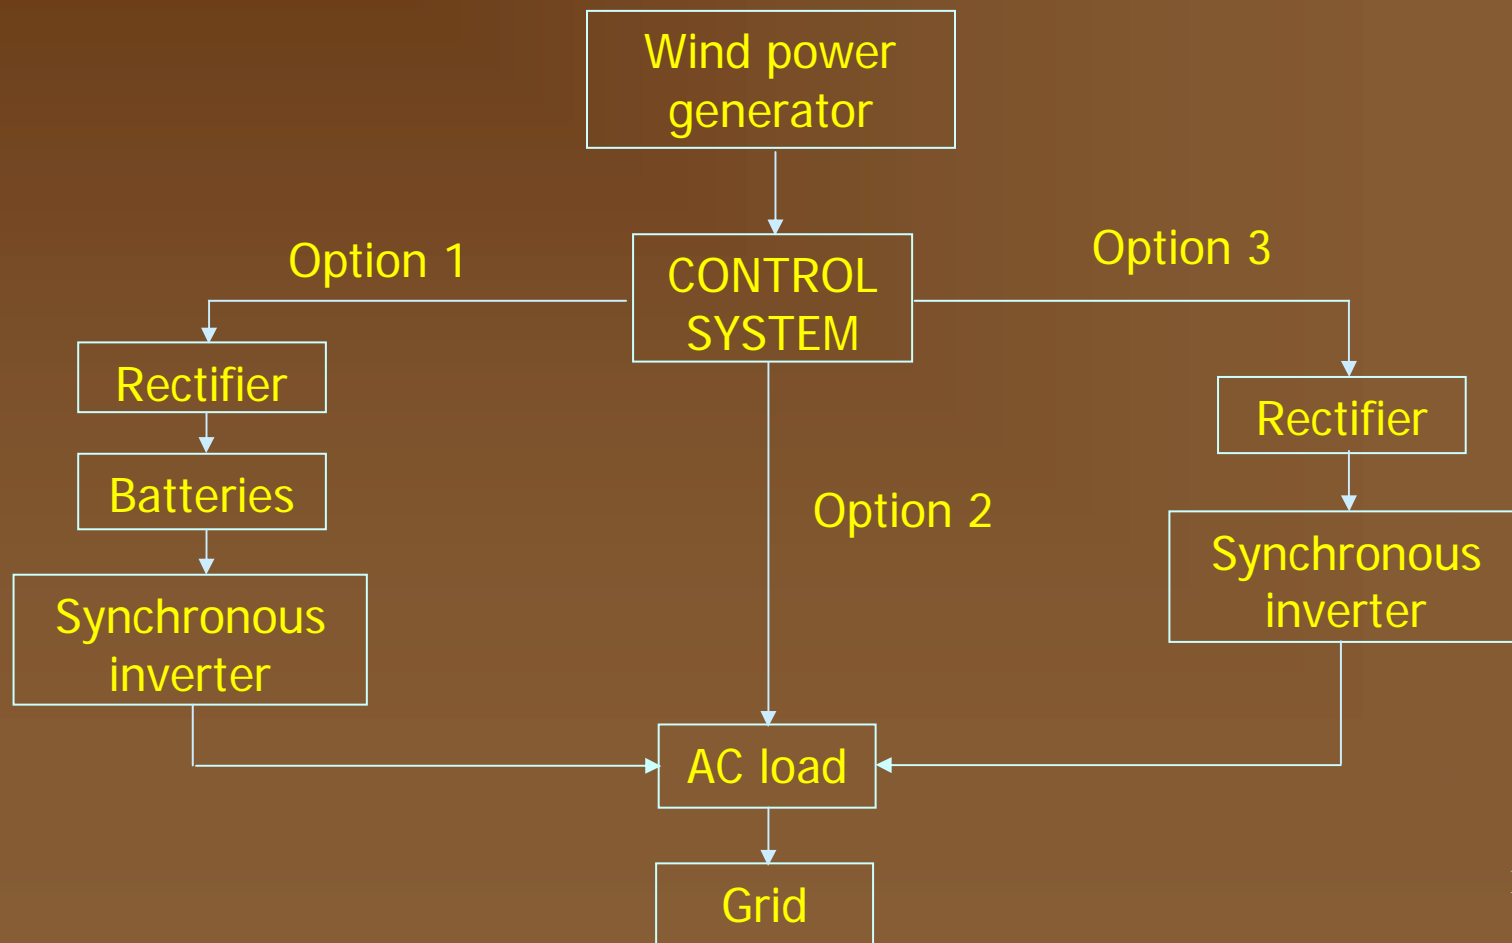 Wind power
generator
Option 1
CONTROL
SYSTEM
Option 3
Rectifier
Rectifier
Batteries
Option 2
Synchronous
inverter
Synchronous
inverter
AC load
Grid